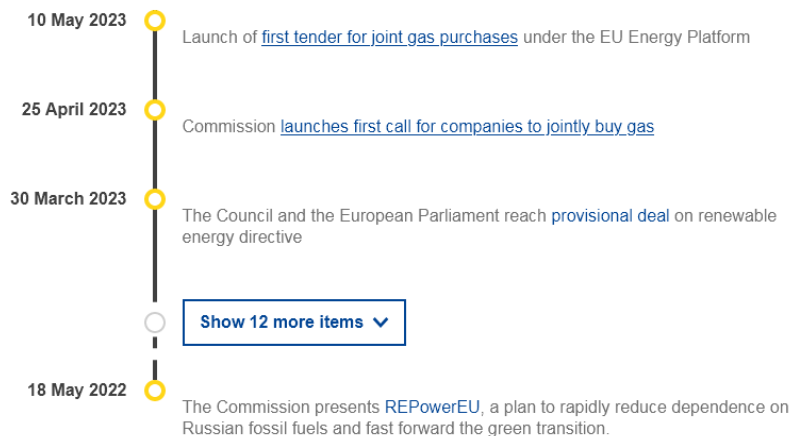 10 May 2023
Launch of first tender for joint gas purchases under the EU Energy Platform
25 April 2023
Commission launches first call for companies to jointly buy gas
30 March 2023
The Council and the European Parliament reach provisional deal on renewable
energy directive
Show 12 more items
18 May 2022
The Commission presents REPowerEU, a plan to rapidly reduce dependence on
Russian fossil fuels and fast forward the green transition.